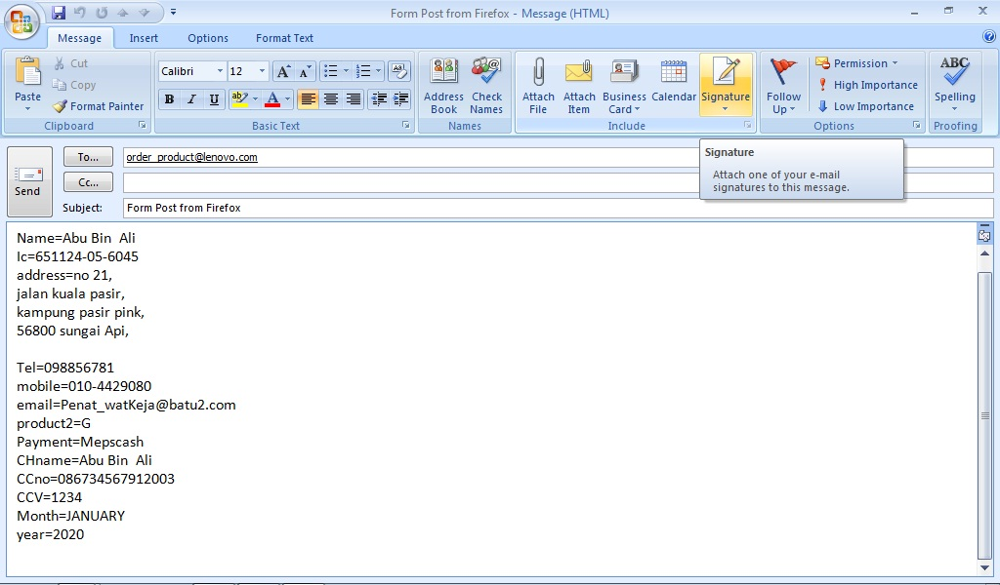 Form Post from Firefox - Message (HTML)
Message Insert Options Format Text
Paste
Cut
Copy
Format Painter
Clipboard
Calibri 12
B I U
Basic Text
Address Book
Check Names
Names
Attach File
Attach Item
Business Card
Calendar
Signature
Include
Follow Up
Permission
High Importance
Low Importance
Options
ABC
Spelling
Proofing
Signature
Attach one of your e-mail
signatures to this message.
Send
To... order_product@lenovo.com
Cc...
Subject: Form Post from Firefox
Name=Abu Bin  Ali
Ic=651124-05-6045
address=no 21,
jalan kuala pasir,
kampung pasir pink,
56800 sungai Api,
Tel=098856781
mobile=010-4429080
email=Penat_watKeja@batu2.com
product2=G
Payment=Mepscash
CHname=Abu Bin  Ali
CCno=086734567912003
CCV=1234
Month=JANUARY
year=2020